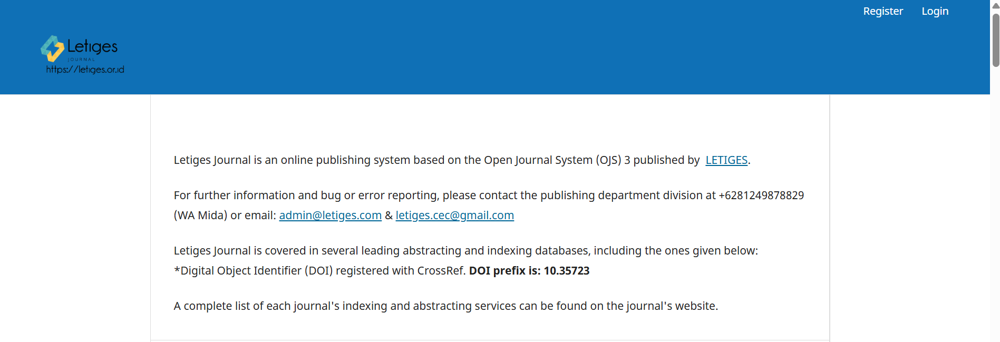 Register Login
Letiges
JOURNAL
https://letiges.or.id
Letiges Journal is an online publishing system based on the Open Journal System (OJS) 3 published by LETIGES.
For further information and bug or error reporting, please contact the publishing department division at +6281249878829
(WA Mida) or email: admin@letiges.com & letiges.cec@gmail.com
Letiges Journal is covered in several leading abstracting and indexing databases, including the ones given below:
*Digital Object Identifier (DOI) registered with CrossRef. DOI prefix is: 10.35723
A complete list of each journal's indexing and abstracting services can be found on the journal's website.